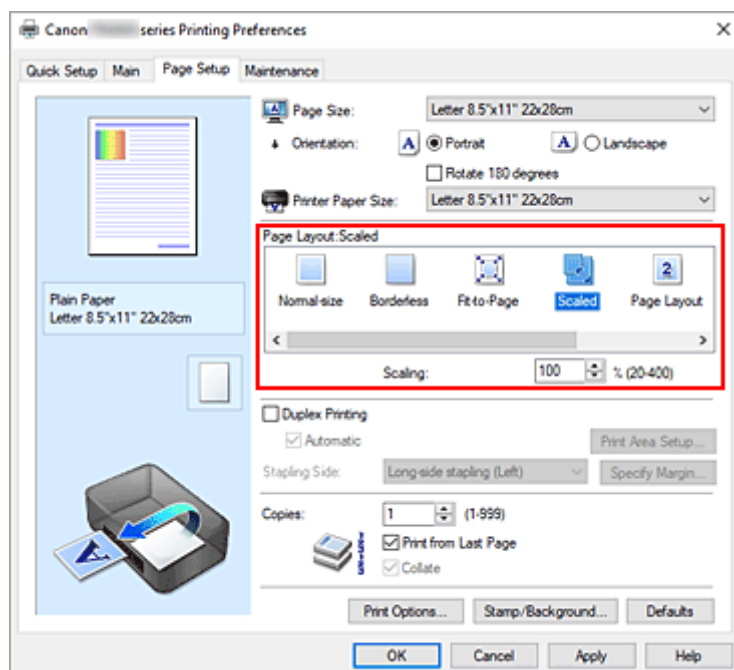 Canon series Printing Preferences
Quick Setup Main Page Setup Maintenance
Page Size: Letter 8.5"x11" 22x28cm
Orientation: A Portrait A Landscape
Rotate 180 degrees
Printer Paper Size: Letter 8.5"x11" 22x28cm
Page Layout:Scaled
Normal-size Borderless Fit-to-Page Scaled 2 Page Layout
Scaling: 100 % (20-400)
Plain Paper
Letter 8.5"x11" 22x28cm
Duplex Printing
Automatic Print Area Setup...
Stapling Side: Long-side stapling (Left) Specify Margin...
Copies: 1 (1-999)
Print from Last Page
Collate
A
Print Options... Stamp/Background... Defaults
OK Cancel Apply Help